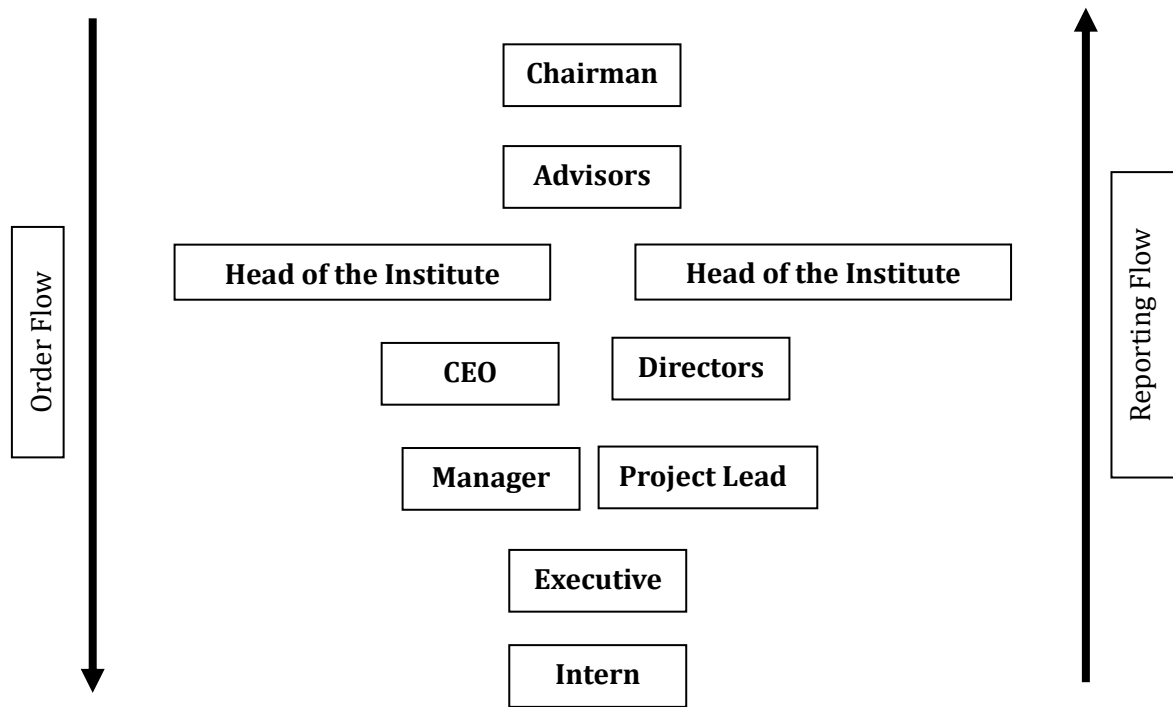 Chairman
Advisors
Head of the Institute
Head of the Institute
Order Flow
Reporting Flow
CEO
Directors
Manager
Project Lead
Executive
Intern